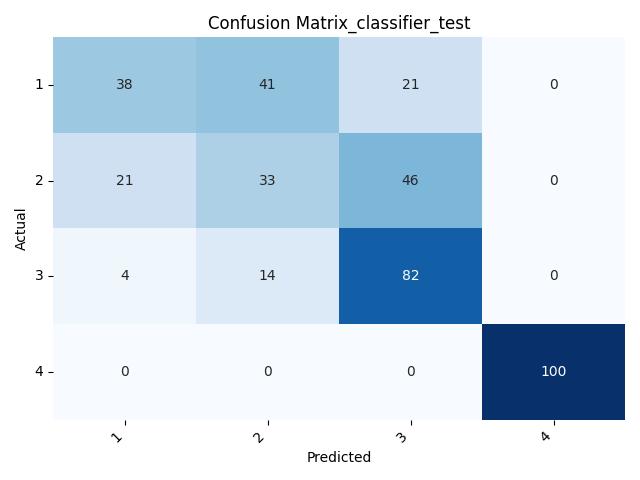 Confusion Matrix_classifier_test
Actual
1 38 41 21 0
2 21 33 46 0
3 4 14 82 0
4 0 0 0 100
1 2 3 4
Predicted